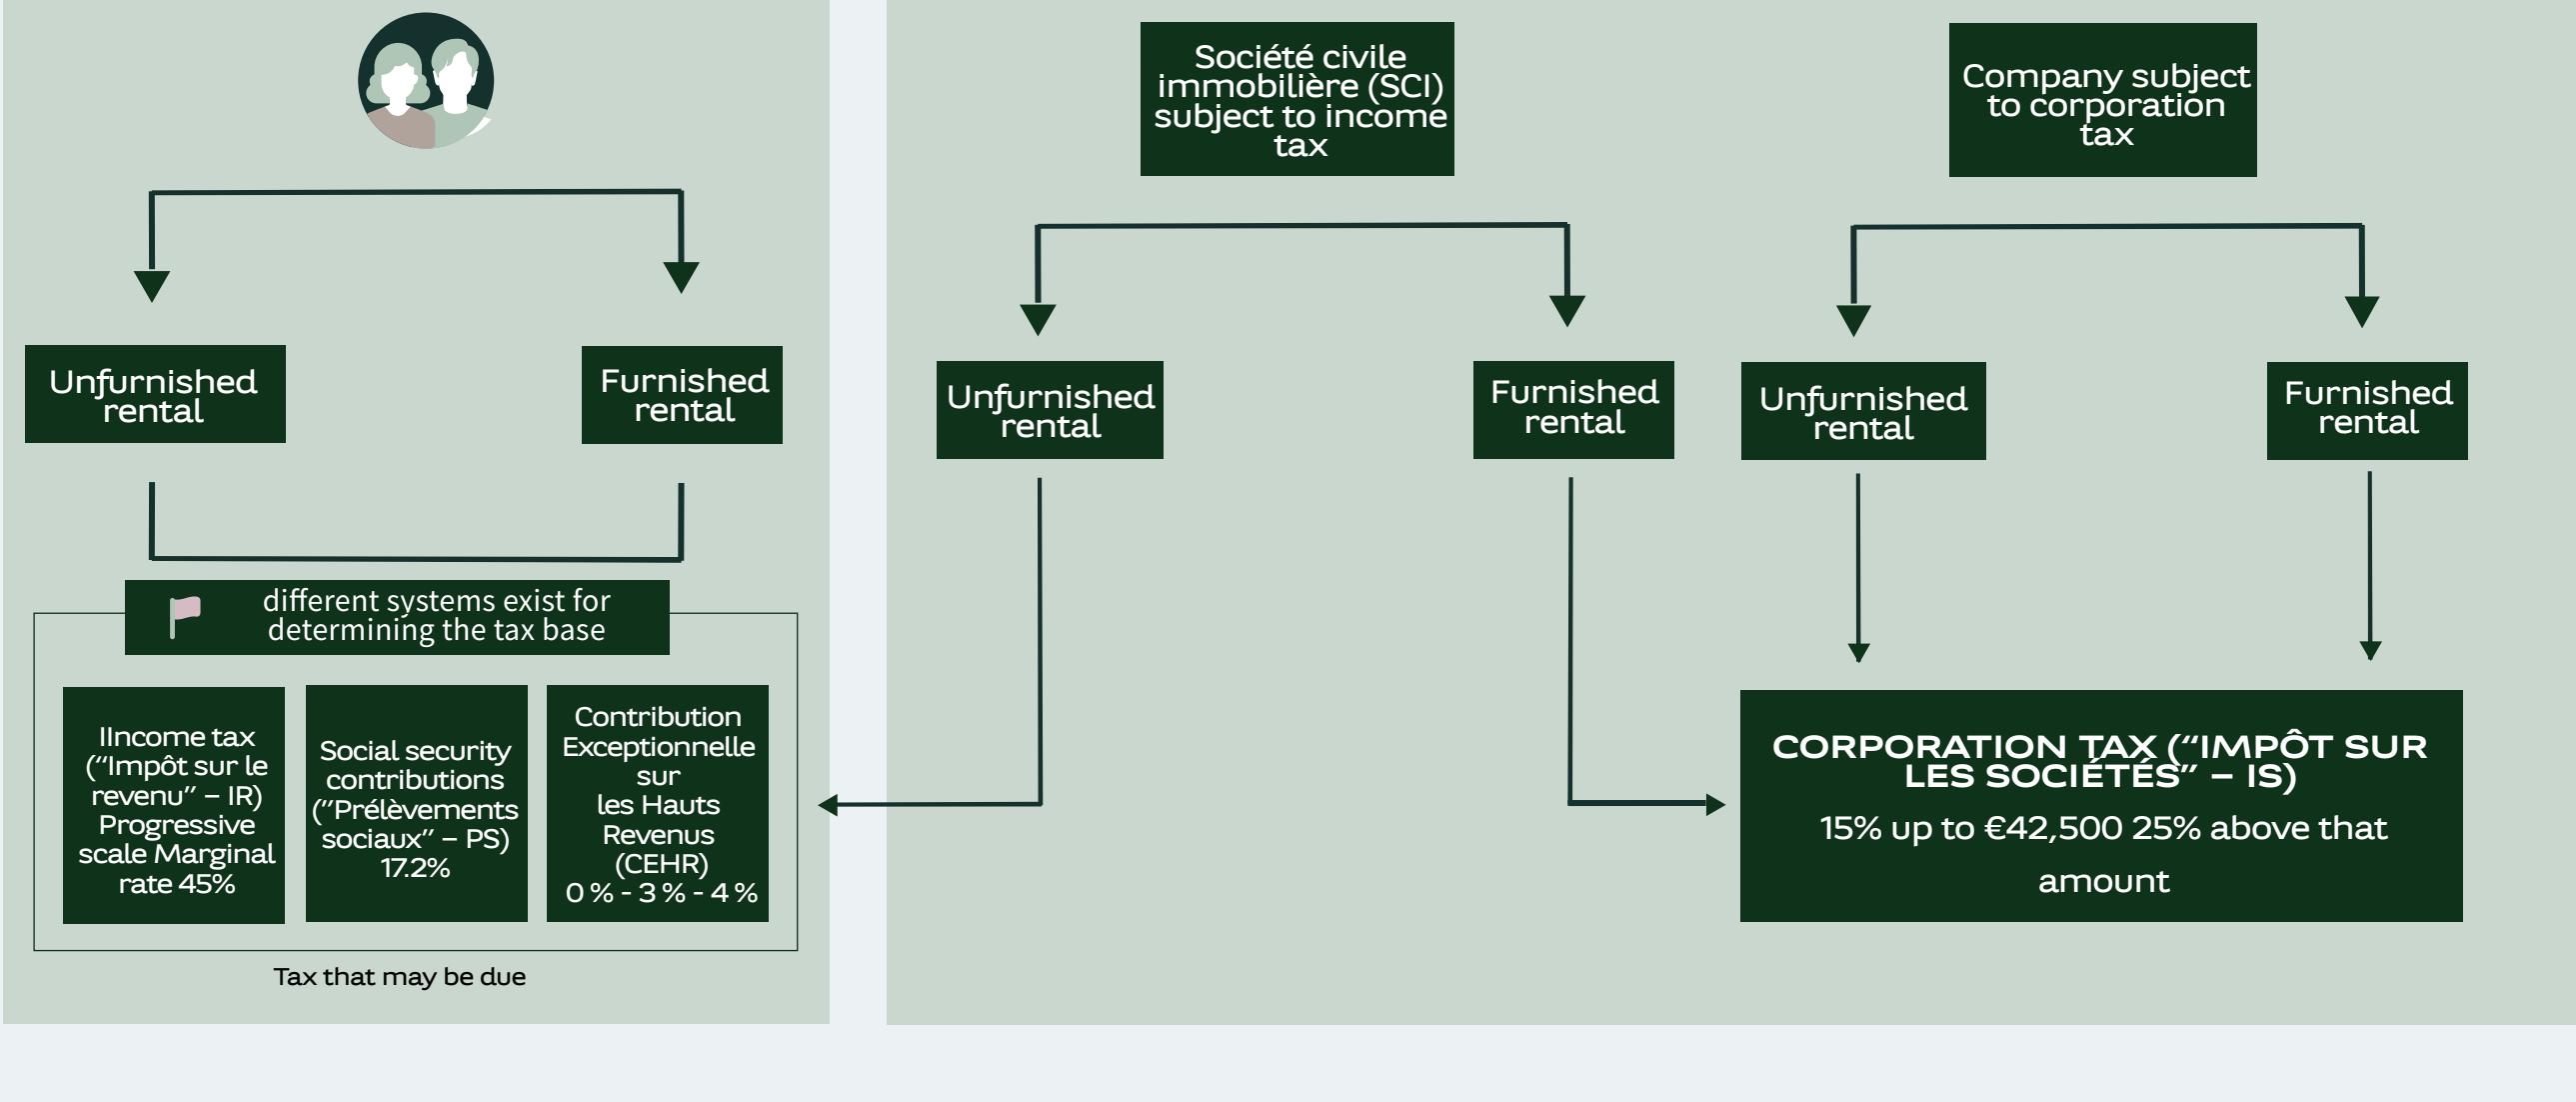 Société civile
immobilière (SCI)
subject to income
tax
Company subject
to corporation
tax
Unfurnished
rental
Furnished
rental
Unfurnished
rental
Furnished
rental
Unfurnished
rental
Furnished
rental
different systems exist for
determining the tax base
IIncome tax
(“Impôt sur le
revenu” – IR)
Progressive
scale Marginal
rate 45%
Social security
contributions
(”Prélèvements
sociaux” – PS)
17.2%
Contribution
Exceptionnelle
sur
les Hauts
Revenus
(CEHR)
0 % - 3 % - 4 %
Tax that may be due
CORPORATION TAX (“IMPÔT SUR
LES SOCIÉTÉS” – IS)
15% up to €42,500 25% above that
amount